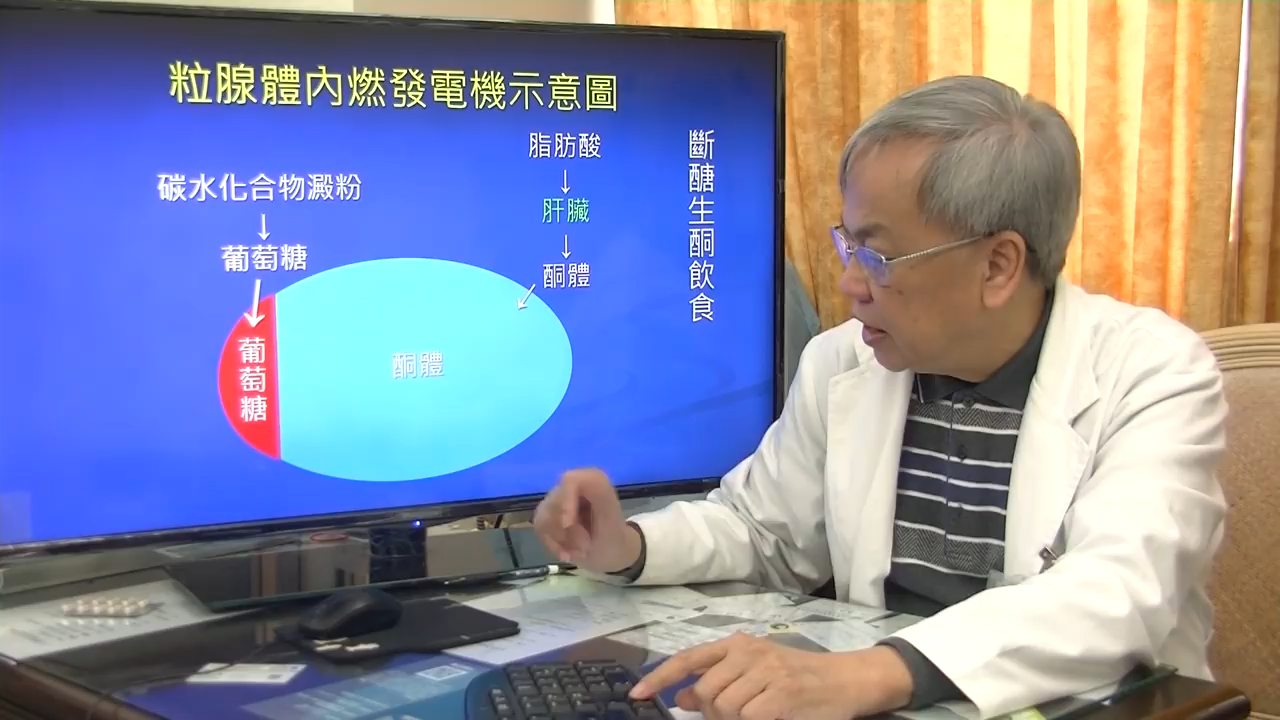 粒腺體內燃發電機示意圖
脂肪酸
↓
肝臟
↓
酮體
碳水化合物澱粉
↓
葡萄糖
葡萄糖
酮體
斷醣生酮飲食